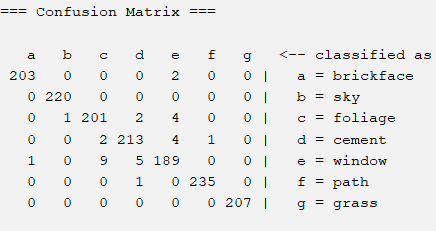 === Confusion Matrix ===
a b c d e f g <-- classified as
203 0 0 0 2 0 0 | a = brickface
0 220 0 0 0 0 0 | b = sky
0 1 201 2 4 0 0 | c = foliage
0 0 2 213 4 1 0 | d = cement
1 0 9 5 189 0 0 | e = window
0 0 0 1 0 235 0 | f = path
0 0 0 0 0 0 207 | g = grass